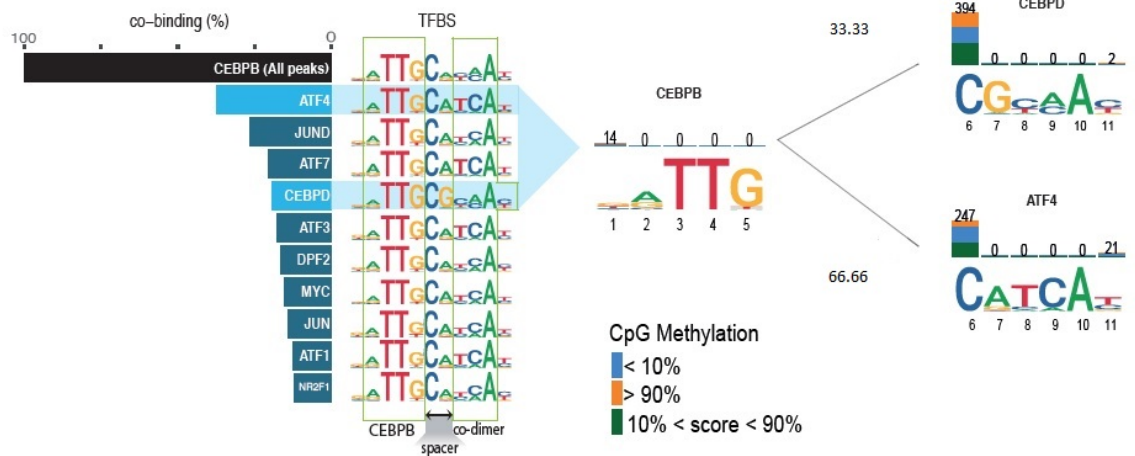 co-binding (%)
TFBS
100
0
CEBPB (All peaks)
ATF4
JUND
ATF7
CEBPD
ATF3
DPF2
MYC
JUN
ATF1
NR2F1
CEBPB
co-dimer
spacer
CEBPB
14 0 0 0 0
ATTG
1 2 3 4 5
33.33
66.66
CEBPD
394 0 0 0 0 2
CGCAAC
6 7 8 9 10 11
ATF4
247 0 0 0 0 21
CATCAT
6 7 8 9 10 11
CpG Methylation
< 10%
> 90%
10% < score < 90%